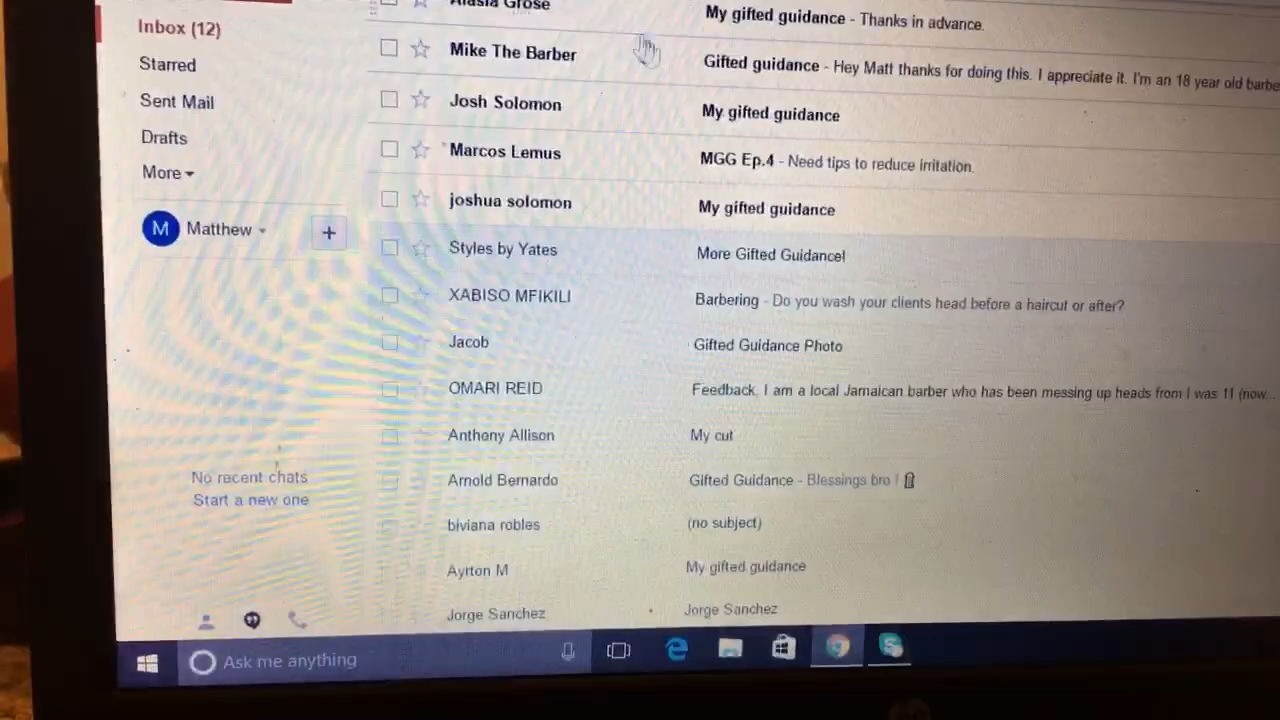 Alasia Grose My gifted guidance - Thanks in advance.
Inbox (12)
Mike The Barber Gifted guidance - Hey Matt thanks for doing this. I appreciate it. I'm an 18 year old barbe
Starred
Josh Solomon My gifted guidance
Sent Mail
Drafts
Marcos Lemus MGG Ep.4 - Need tips to reduce irritation.
More
joshua solomon My gifted guidance
M Matthew +
Styles by Yates More Gifted Guidance!
XABISO MFIKILI Barbering - Do you wash your clients head before a haircut or after?
Jacob Gifted Guidance Photo
OMARI REID Feedback, I am a local Jamaican barber who has been messing up heads from I was 11 (now...
Anthony Allison My cut
Arnold Bernardo Gifted Guidance - Blessings bro !
No recent chats
Start a new one
biviana robles (no subject)
Ayrton M My gifted guidance
Jorge Sanchez Jorge Sanchez
Ask me anything